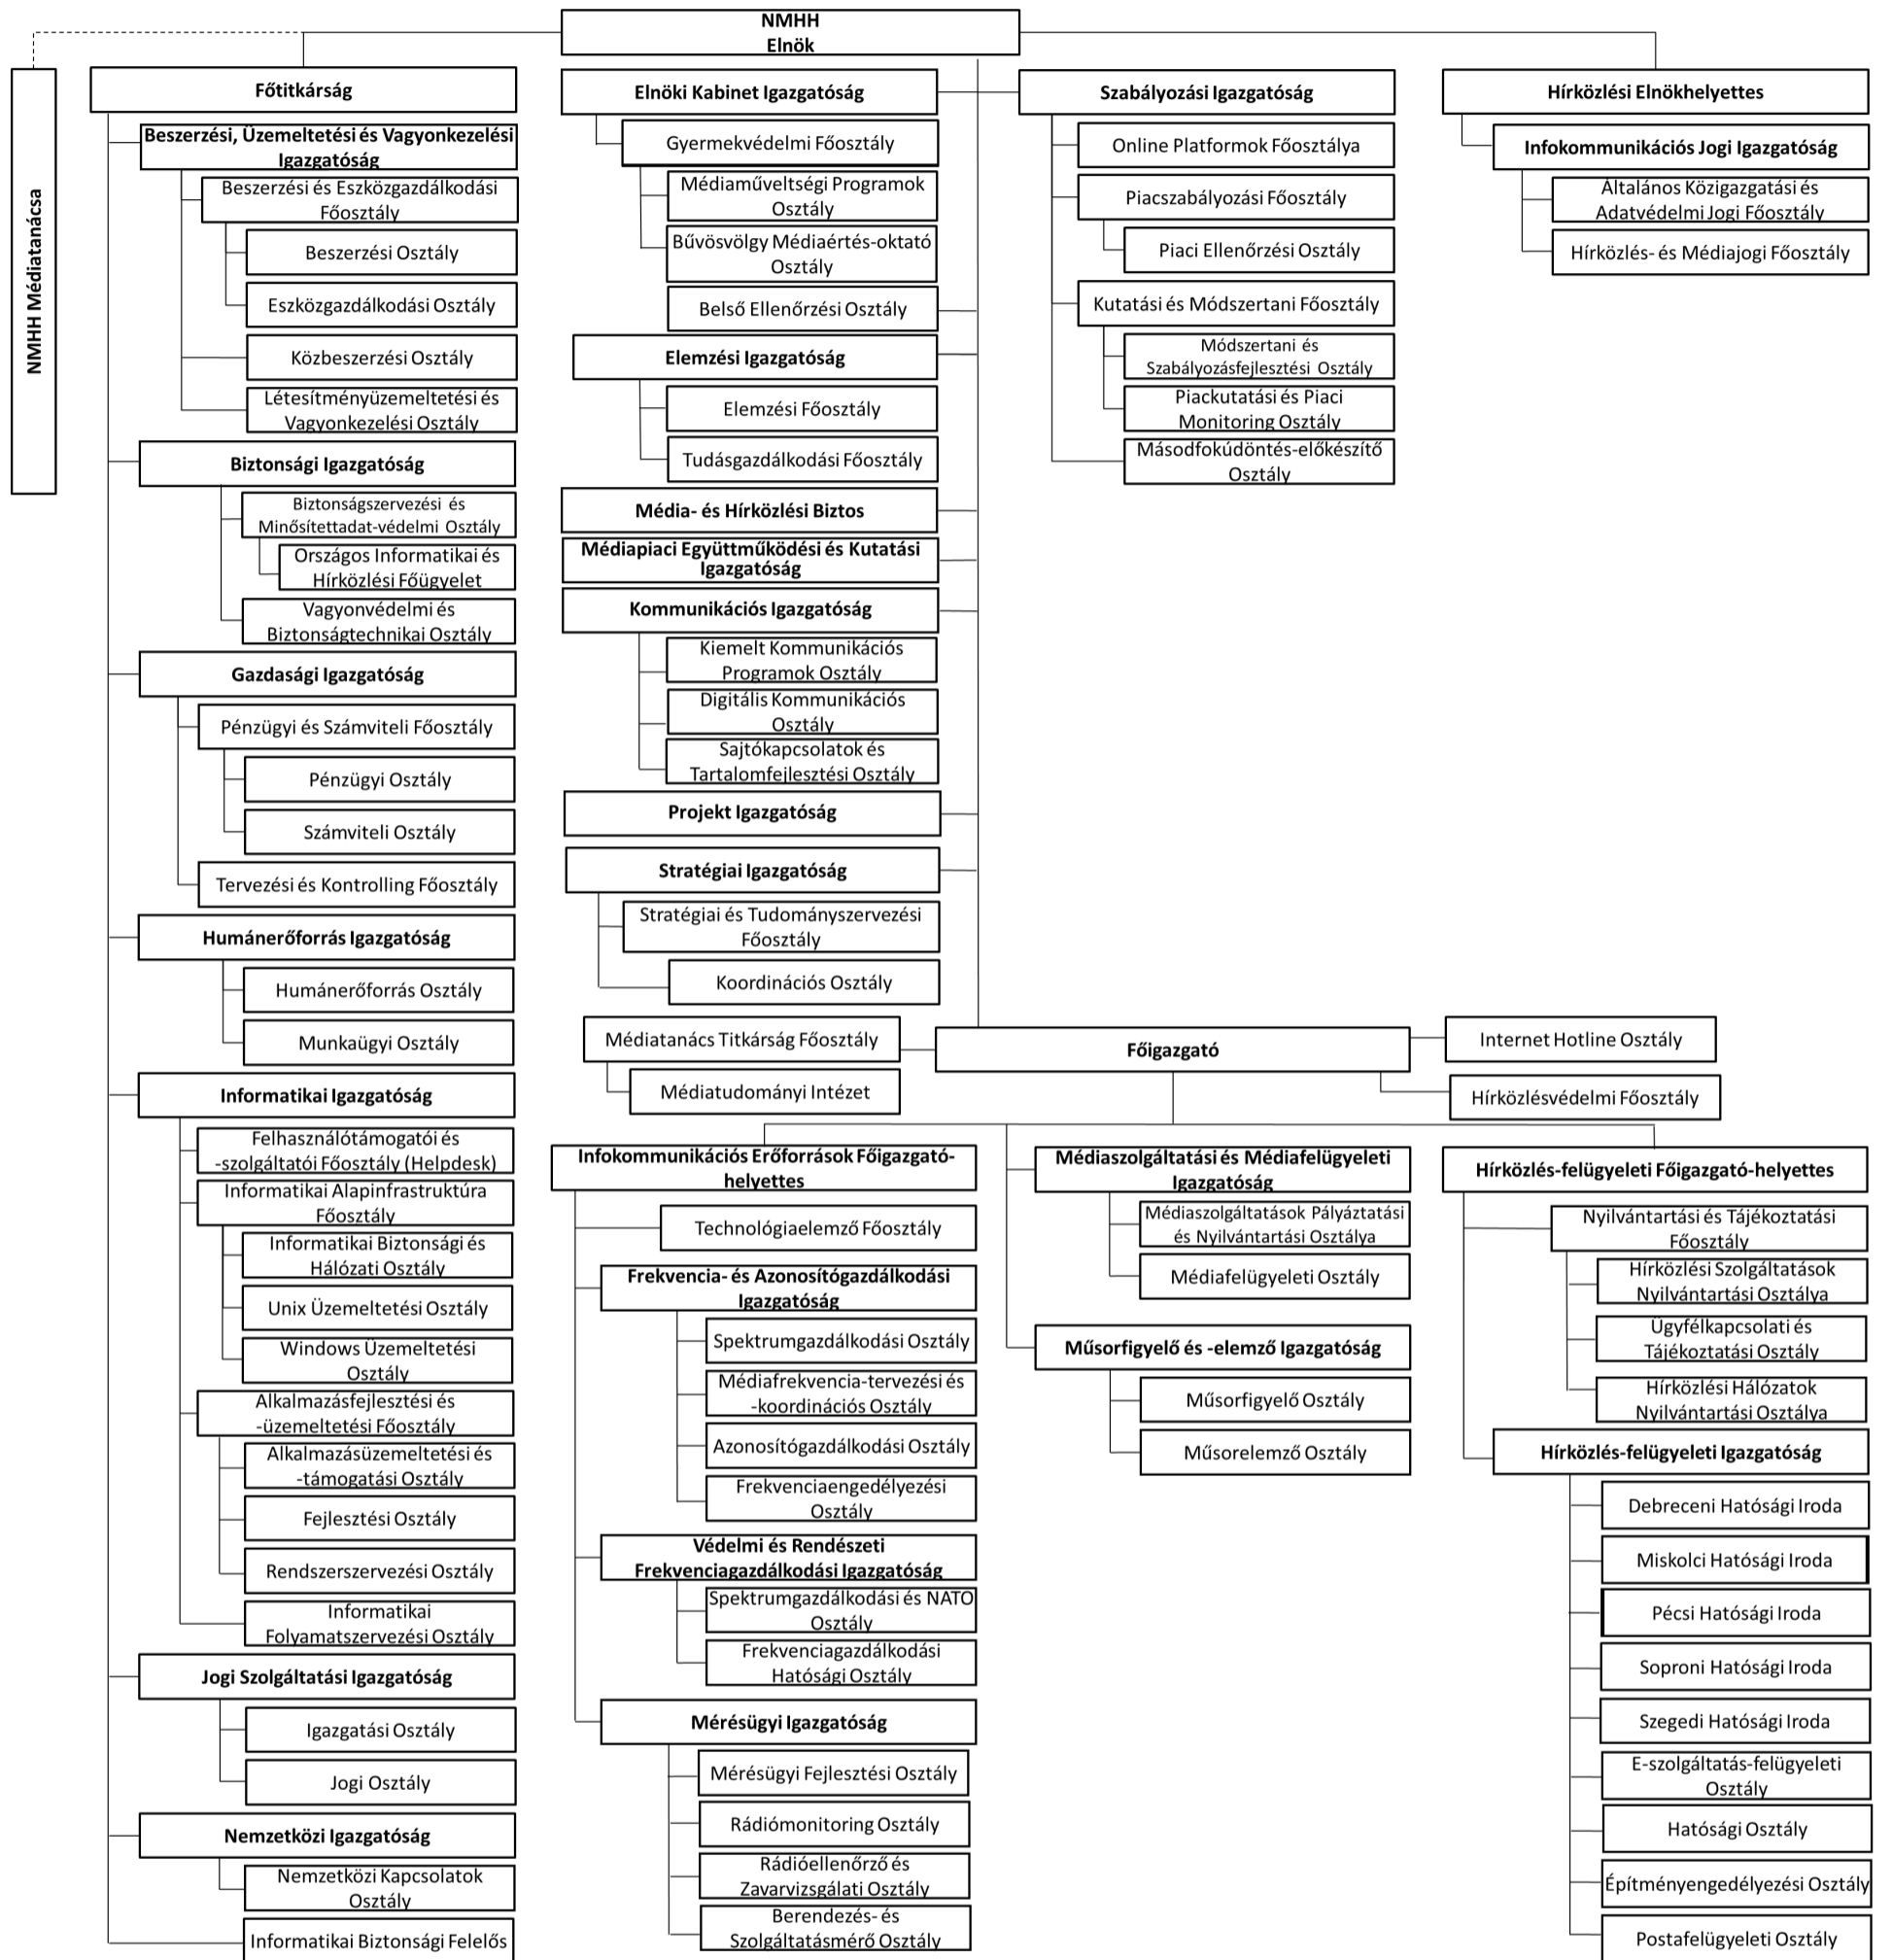 NMHH
Elnök
NMHH Médiatanácsa
Főtitkárság
Beszerzési, Üzemeltetési és Vagyonkezelési
Igazgatóság
Beszerzési és Eszközgazdálkodási
Főosztály
Beszerzési Osztály
Eszközgazdálkodási Osztály
Közbeszerzési Osztály
Létesítményüzemeltetési és
Vagyonkezelési Osztály
Biztonsági Igazgatóság
Biztonságszervezési és
Minősítettadat-védelmi Osztály
Országos Informatikai és
Hírközlési Főügyelet
Vagyonvédelmi és
Biztonságtechnikai Osztály
Gazdasági Igazgatóság
Pénzügyi és Számviteli Főosztály
Pénzügyi Osztály
Számviteli Osztály
Tervezési és Kontrolling Főosztály
Humánerőforrás Igazgatóság
Humánerőforrás Osztály
Munkaügyi Osztály
Informatikai Igazgatóság
Felhasználótámogatói és
-szolgáltatói Főosztály (Helpdesk)
Informatikai Alapinfrastruktúra
Főosztály
Informatikai Biztonsági és
Hálózati Osztály
Unix Üzemeltetési Osztály
Windows Üzemeltetési
Osztály
Alkalmazásfejlesztési és
-üzemeltetési Főosztály
Alkalmazásüzemeltetési és
-támogatási Osztály
Fejlesztési Osztály
Rendszerszervezési Osztály
Informatikai
Folyamatszervezési Osztály
Jogi Szolgáltatási Igazgatóság
Igazgatási Osztály
Jogi Osztály
Nemzetközi Igazgatóság
Nemzetközi Kapcsolatok
Osztály
Informatikai Biztonsági Felelős
Elnöki Kabinet Igazgatóság
Gyermekvédelmi Főosztály
Médiaműveltségi Programok
Osztály
Bűvösvölgy Médiaértés-oktató
Osztály
Belső Ellenőrzési Osztály
Elemzési Igazgatóság
Elemzési Főosztály
Tudásgazdálkodási Főosztály
Média- és Hírközlési Biztos
Médiapiaci Együttműködési és Kutatási
Igazgatóság
Kommunikációs Igazgatóság
Kiemelt Kommunikációs
Programok Osztály
Digitális Kommunikációs
Osztály
Sajtókapcsolatok és
Tartalomfejlesztési Osztály
Projekt Igazgatóság
Stratégiai Igazgatóság
Stratégiai és Tudományszervezési
Főosztály
Koordinációs Osztály
Szabályozási Igazgatóság
Online Platformok Főosztálya
Piacszabályozási Főosztály
Piaci Ellenőrzési Osztály
Kutatási és Módszertani Főosztály
Módszertani és
Szabályozásfejlesztési Osztály
Piackutatási és Piaci
Monitoring Osztály
Másodfokúdöntés-előkészítő
Osztály
Hírközlési Elnökhelyettes
Infokommunikációs Jogi Igazgatóság
Általános Közigazgatási és
Adatvédelmi Jogi Főosztály
Hírközlés- és Médiajogi Főosztály
Médiatanács Titkárság Főosztály
Médiatudományi Intézet
Főigazgató
Internet Hotline Osztály
Hírközlésvédelmi Főosztály
Infokommunikációs Erőforrások Főigazgató-
helyettes
Technológiaelemző Főosztály
Frekvencia- és Azonosítógazdálkodási
Igazgatóság
Spektrumgazdálkodási Osztály
Médiafrekvencia-tervezési és
-koordinációs Osztály
Azonosítógazdálkodási Osztály
Frekvenciaengedélyezési
Osztály
Védelmi és Rendészeti
Frekvenciagazdálkodási Igazgatóság
Spektrumgazdálkodási és NATO
Osztály
Frekvenciagazdálkodási
Hatósági Osztály
Mérésügyi Igazgatóság
Mérésügyi Fejlesztési Osztály
Rádiómonitoring Osztály
Rádióellenőrző és
Zavarvizsgálati Osztály
Berendezés- és
Szolgáltatásmérő Osztály
Médiaszolgáltatási és Médiafelügyeleti
Igazgatóság
Médiaszolgáltatások Pályáztatási
és Nyilvántartási Osztálya
Médiafelügyeleti Osztály
Műsorfigyelő és -elemző Igazgatóság
Műsorfigyelő Osztály
Műsorelemző Osztály
Hírközlés-felügyeleti Főigazgató-helyettes
Nyilvántartási és Tájékoztatási
Főosztály
Hírközlési Szolgáltatások
Nyilvántartási Osztálya
Ügyfélkapcsolati és
Tájékoztatási Osztály
Hírközlési Hálózatok
Nyilvántartási Osztálya
Hírközlés-felügyeleti Igazgatóság
Debreceni Hatósági Iroda
Miskolci Hatósági Iroda
Pécsi Hatósági Iroda
Soproni Hatósági Iroda
Szegedi Hatósági Iroda
E-szolgáltatás-felügyeleti
Osztály
Hatósági Osztály
Építményengedélyezési Osztály
Postafelügyeleti Osztály